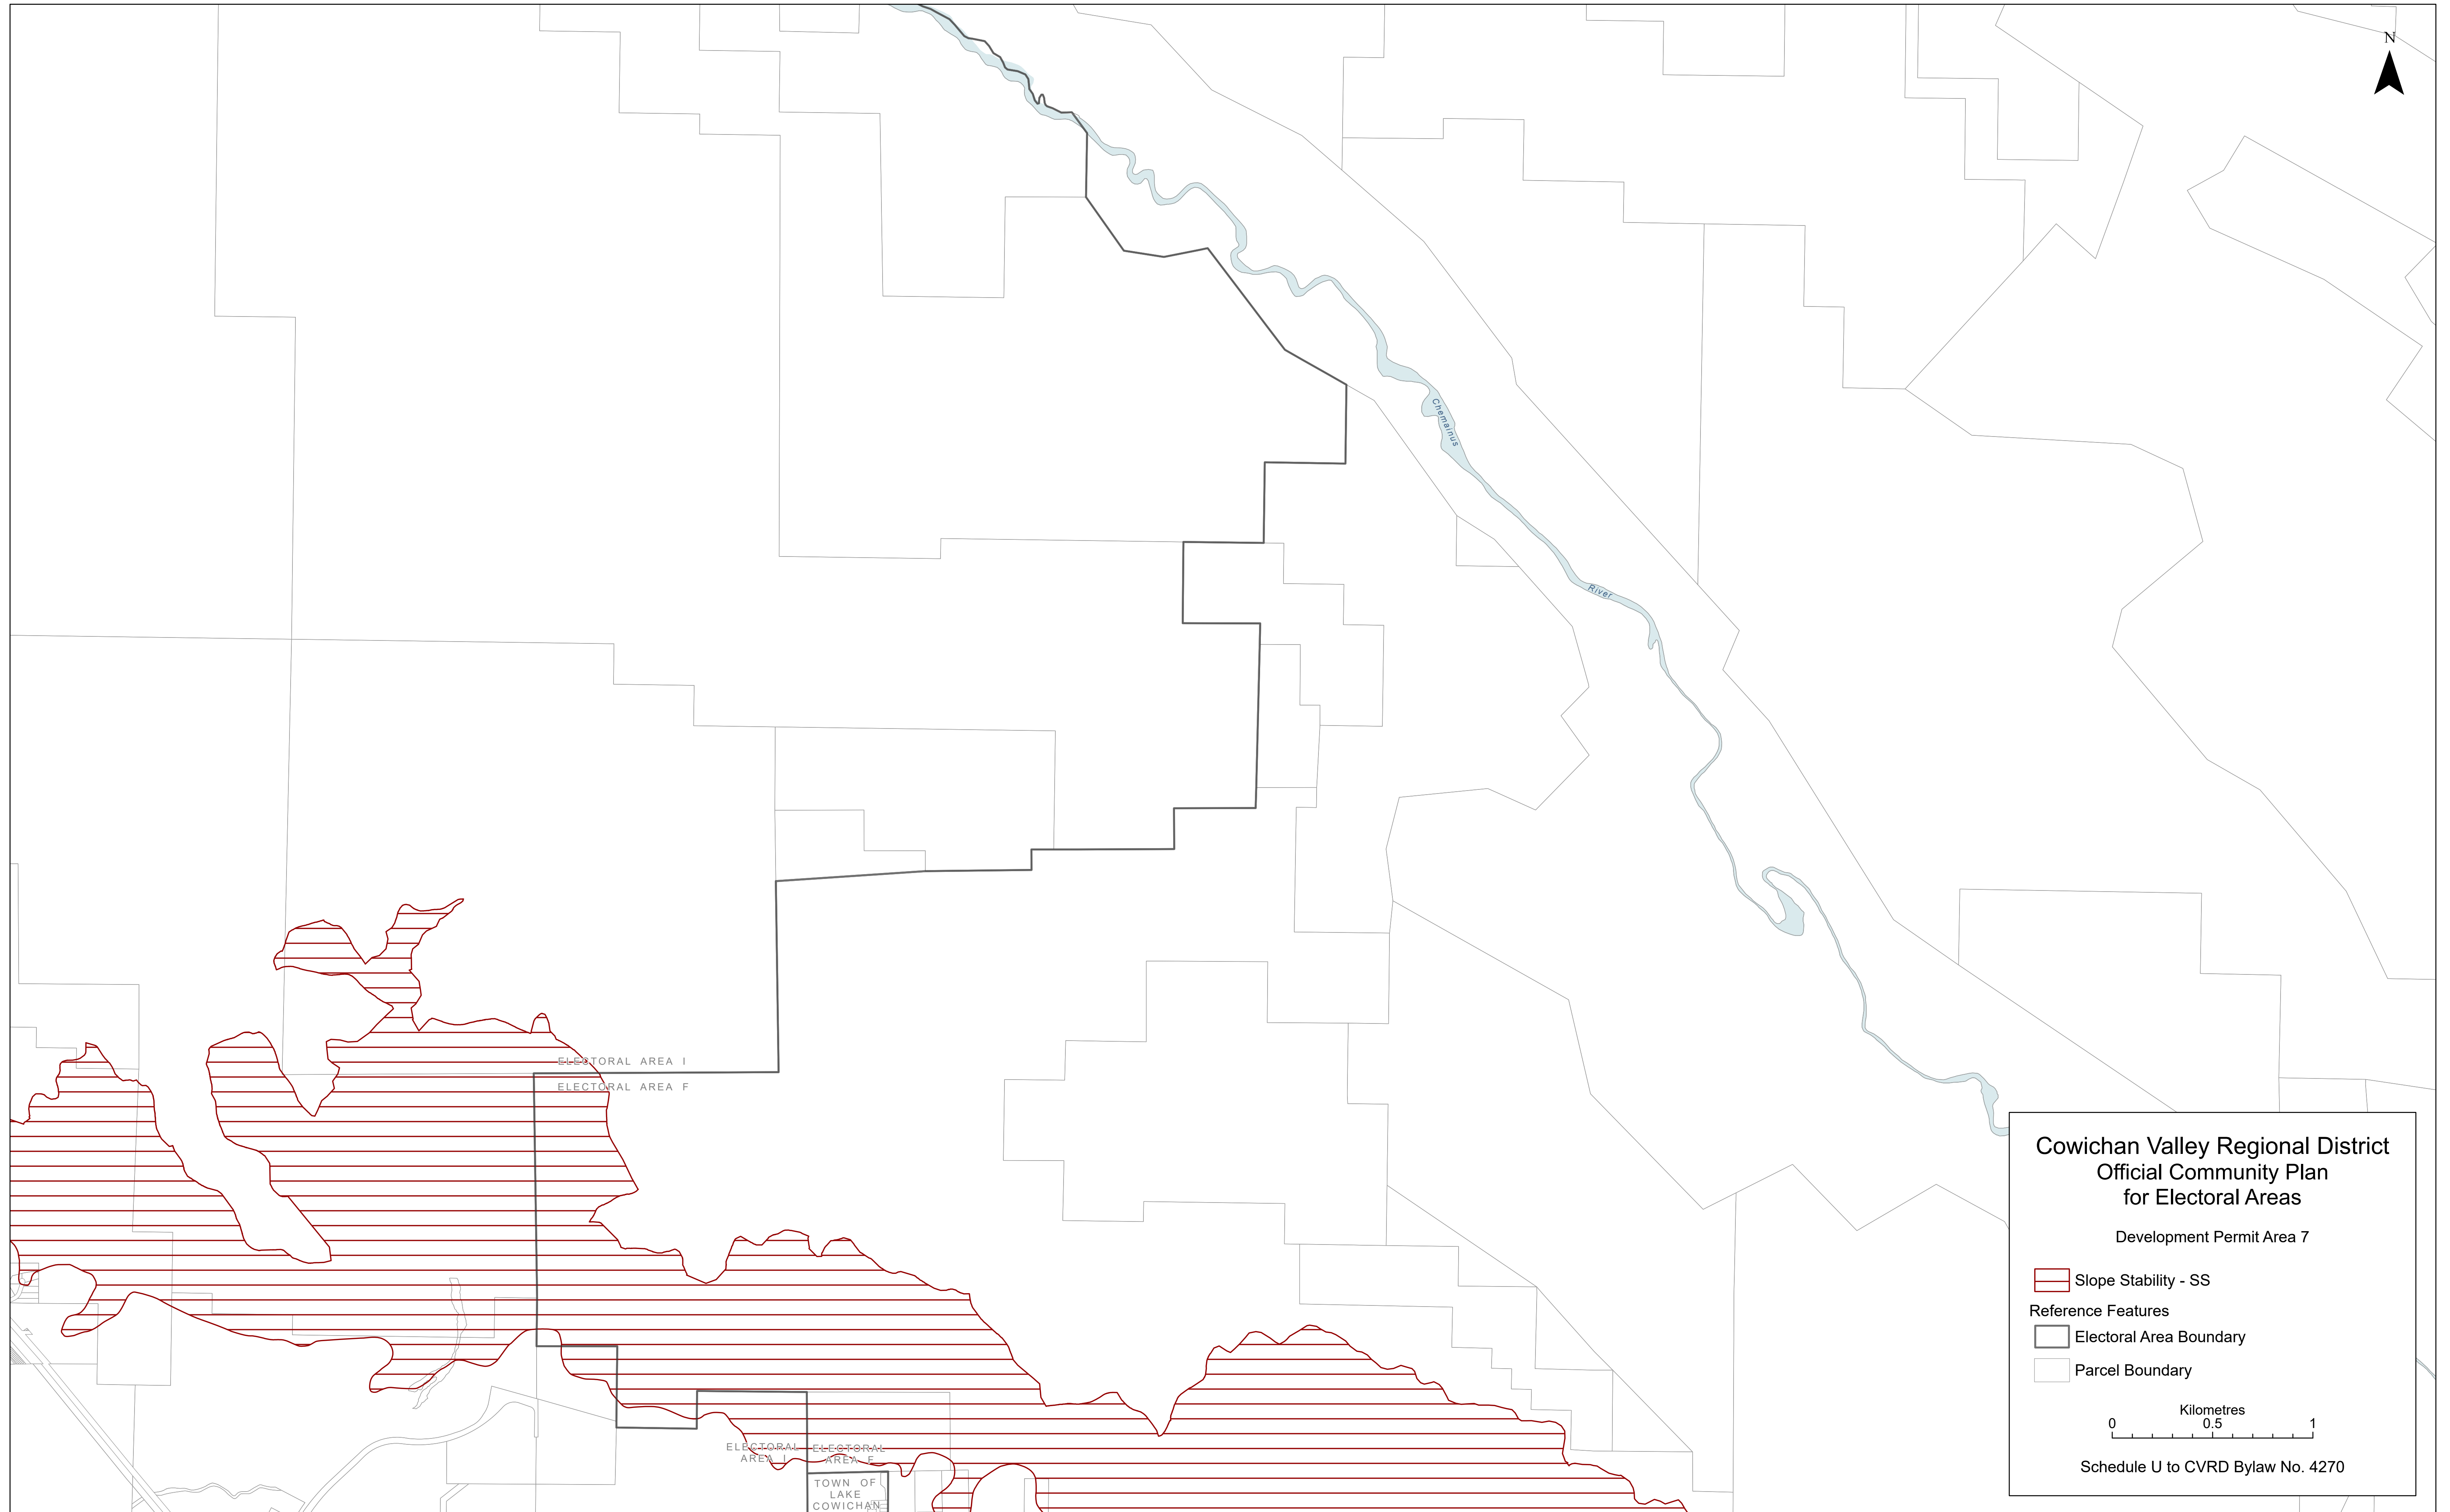 N
Chemainus
River
ELECTORAL AREA I
ELECTORAL AREA F
ELECTORAL
AREA I
ELECTORAL
AREA F
TOWN OF
LAKE
COWICHAN
Cowichan Valley Regional District
Official Community Plan
for Electoral Areas
Development Permit Area 7
Slope Stability - SS
Reference Features
Electoral Area Boundary
Parcel Boundary
Kilometres
0 0.5 1
Schedule U to CVRD Bylaw No. 4270